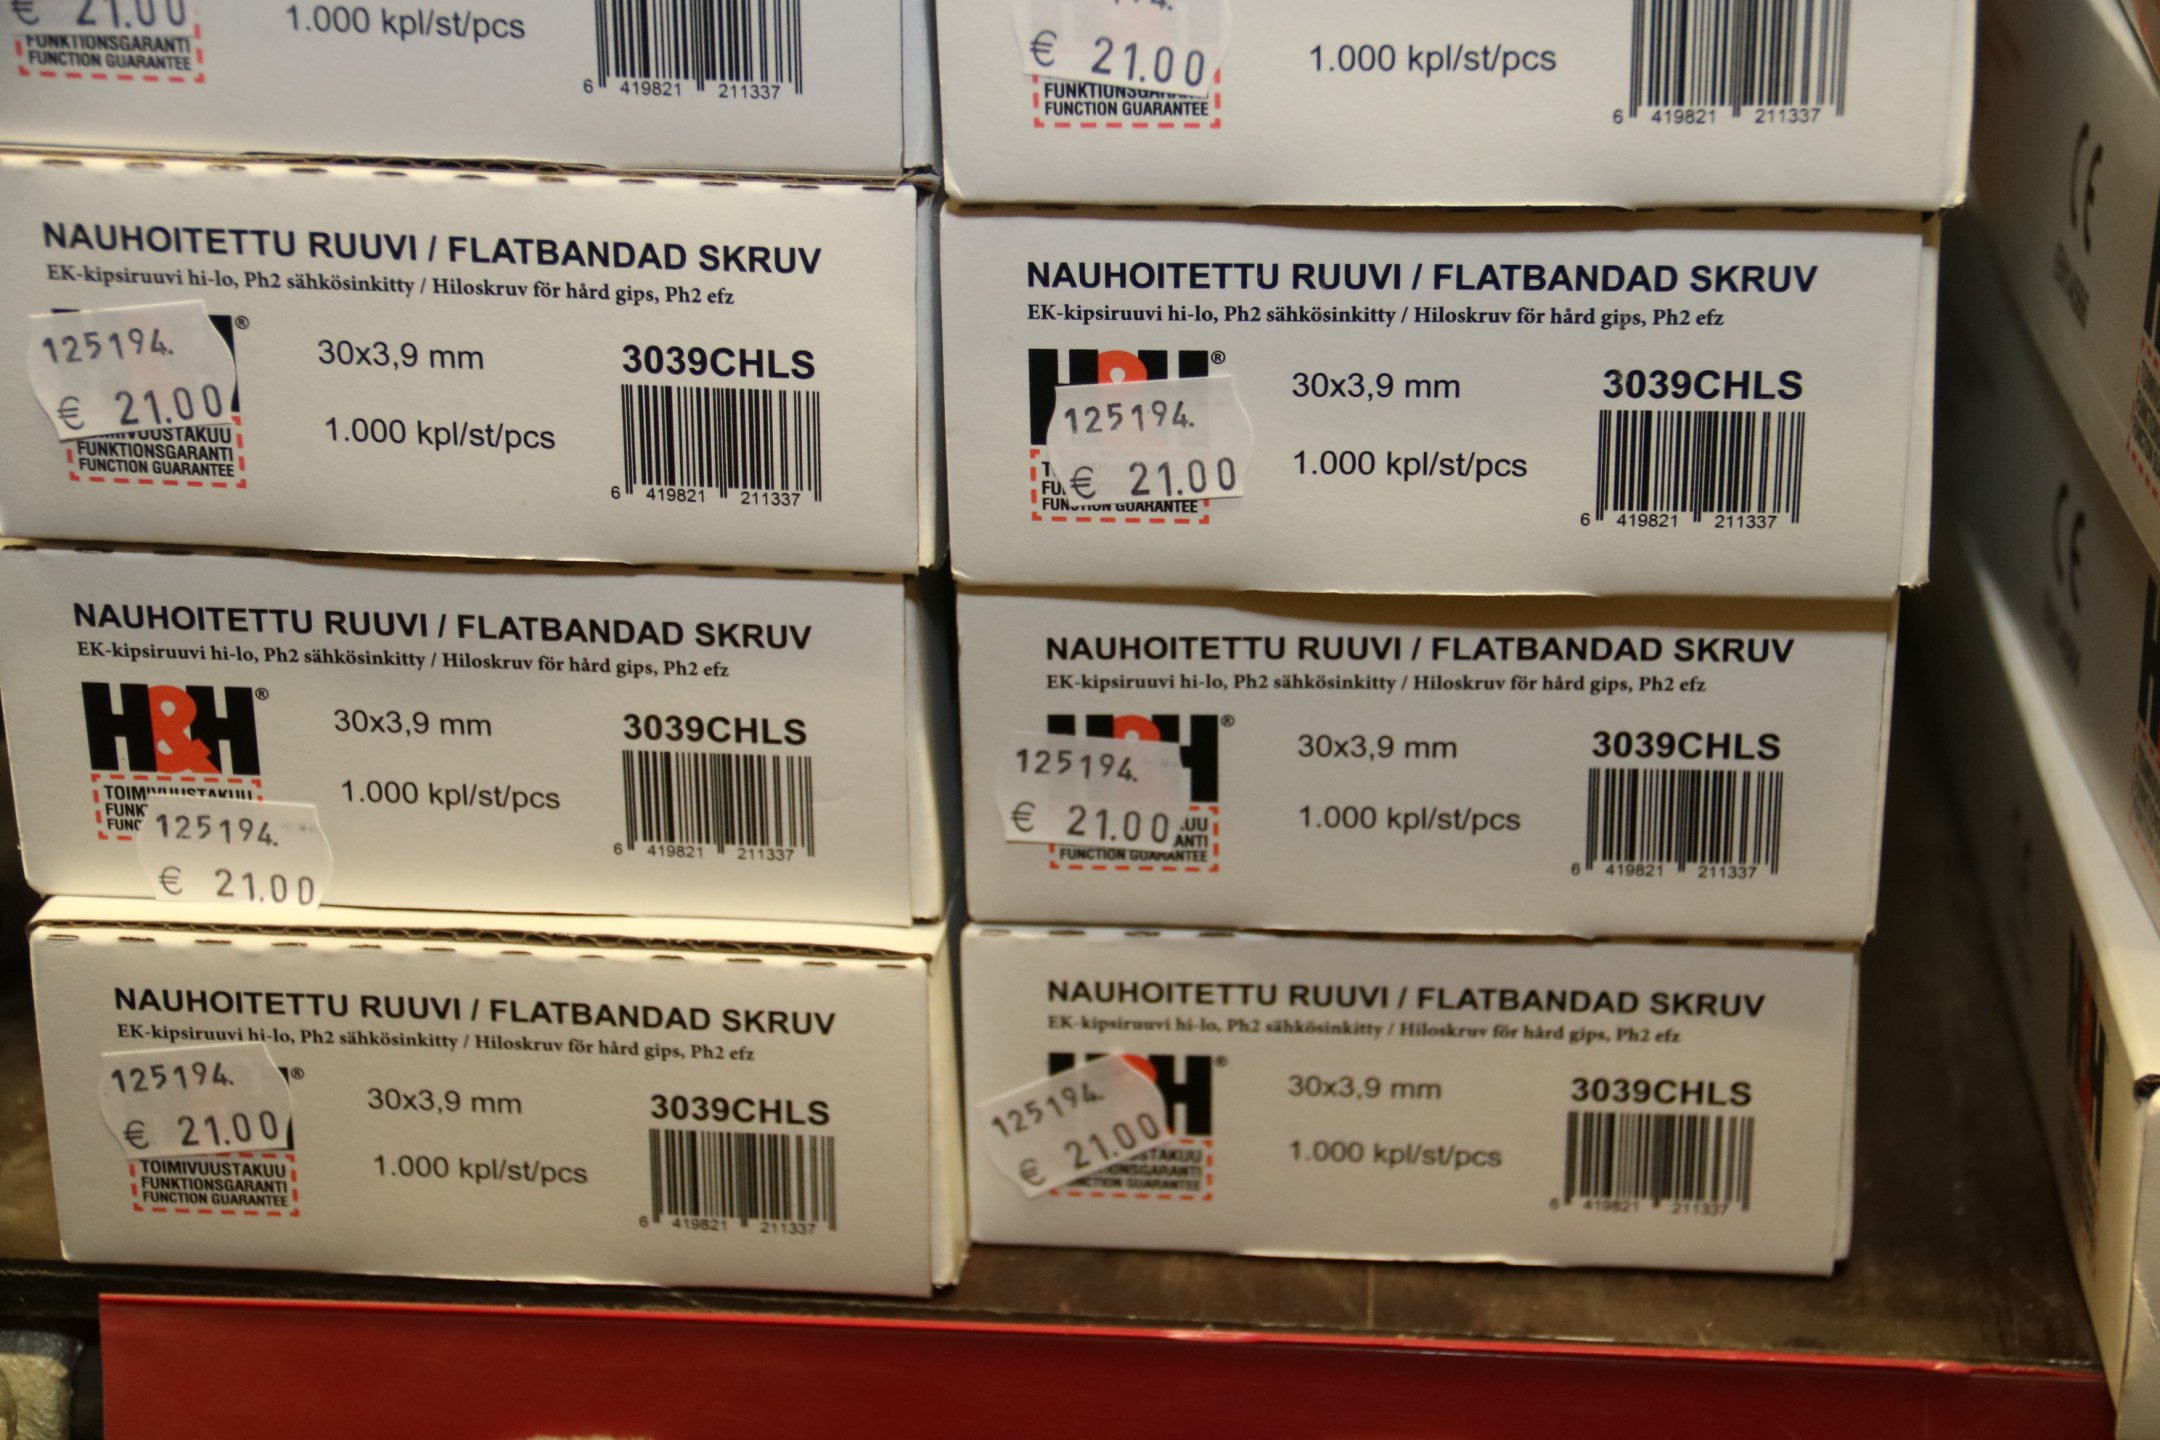 € 21.00
FUNKTIONSGARANTI
FUNCTION GUARANTEE
1.000 kpl/st/pcs
6 419821 211337
€ 21.00
FUNKTIONSGARANTI
FUNCTION GUARANTEE
1.000 kpl/st/pcs
6 419821 211337
NAUHOITETTU RUUVI / FLATBANDAD SKRUV
EK-kipsiruuvi hi-lo, Ph2 sähkösinkitty / Hiloskruv för hård gips, Ph2 efz
125194.
€ 21.00
®
TOIMIVUUSTAKUU
FUNKTIONSGARANTI
FUNCTION GUARANTEE
30x3,9 mm
1.000 kpl/st/pcs
3039CHLS
6 419821 211337
NAUHOITETTU RUUVI / FLATBANDAD SKRUV
EK-kipsiruuvi hi-lo, Ph2 sähkösinkitty / Hiloskruv för hård gips, Ph2 efz
H&H®
125194.
€ 21.00
FUNCTION GUARANTEE
30x3,9 mm
1.000 kpl/st/pcs
3039CHLS
6 419821 211337
NAUHOITETTU RUUVI / FLATBANDAD SKRUV
EK-kipsiruuvi hi-lo, Ph2 sähkösinkitty / Hiloskruv för hård gips, Ph2 efz
H&H®
TOIMIVUUSTAKUU
FUNK
FUNC
125194.
€ 21.00
30x3,9 mm
1.000 kpl/st/pcs
3039CHLS
6 419821 211337
NAUHOITETTU RUUVI / FLATBANDAD SKRUV
EK-kipsiruuvi hi-lo, Ph2 sähkösinkitty / Hiloskruv för hård gips, Ph2 efz
H&H®
125194.
€ 21.00
UU
ANTI
FUNCTION GUARANTEE
30x3,9 mm
1.000 kpl/st/pcs
3039CHLS
6 419821 211337
NAUHOITETTU RUUVI / FLATBANDAD SKRUV
EK-kipsiruuvi hi-lo, Ph2 sähkösinkitty / Hiloskruv för hård gips, Ph2 efz
125194.
€ 21.00
®
TOIMIVUUSTAKUU
FUNKTIONSGARANTI
FUNCTION GUARANTEE
30x3,9 mm
1.000 kpl/st/pcs
3039CHLS
6 419821 211337
NAUHOITETTU RUUVI / FLATBANDAD SKRUV
EK-kipsiruuvi hi-lo, Ph2 sähkösinkitty / Hiloskruv för hård gips, Ph2 efz
H&H®
125194.
€ 21.00
STAKUU
ONSGARANTI
NCTION GUARANTEE
30x3,9 mm
1.000 kpl/st/pcs
3039CHLS
6 419821 211337
CE
CE